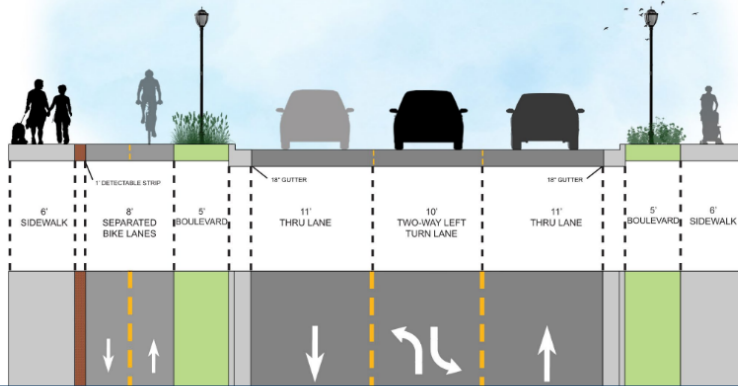 1' DETECTABLE STRIP
18" GUTTER
18" GUTTER
6'
SIDEWALK
8'
SEPARATED
BIKE LANES
5'
BOULEVARD
11'
THRU LANE
10'
TWO-WAY LEFT
TURN LANE
11'
THRU LANE
5'
BOULEVARD
6'
SIDEWALK